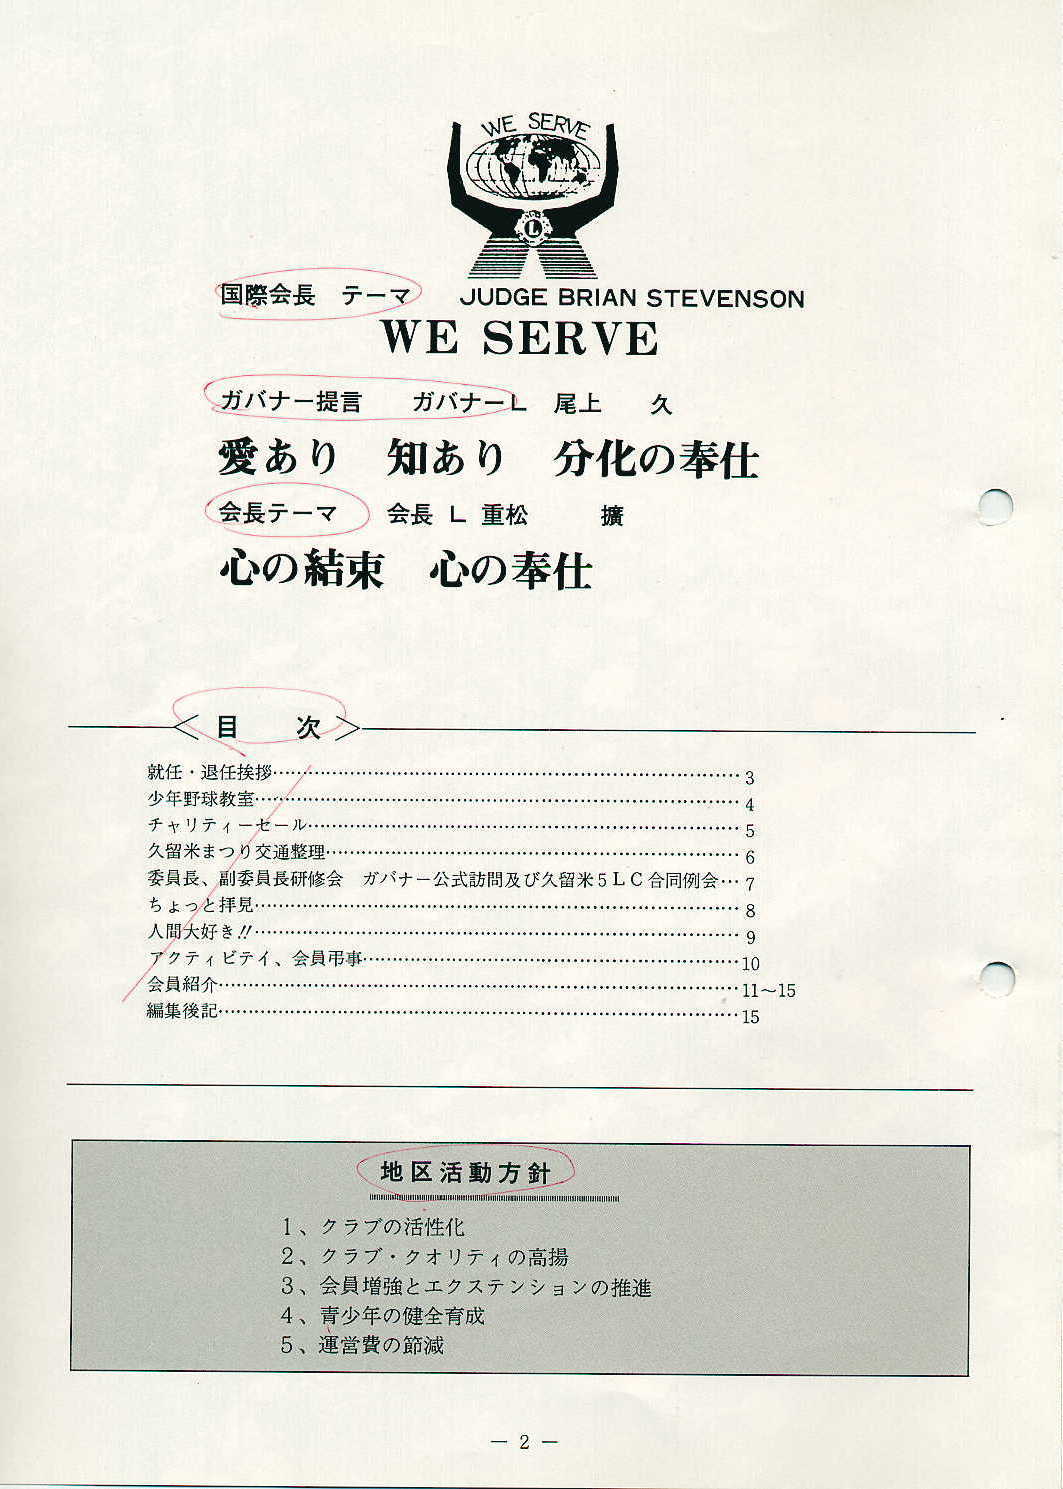 WE SERVE
L
国際会長 テーマ JUDGE BRIAN STEVENSON
WE SERVE
ガバナー提言 ガバナーL 尾上 久
愛あり 知あり 分化の奉仕
会長テーマ 会長 L 重松 擴
心の結束 心の奉仕
<目 次>
就任・退任挨拶…………3
少年野球教室…………4
チャリティーセール…………5
久留米まつり交通整理…………6
委員長、副委員長研修会 ガバナー公式訪問及び久留米5LC合同例会…7
ちょっと拝見…………8
人間大好き!!…………9
アクティビテイ、会員弔事…………10
会員紹介…………11〜15
編集後記…………15
地区活動方針
1、クラブの活性化
2、クラブ・クオリティの高揚
3、会員増強とエクステンションの推進
4、青少年の健全育成
5、運営費の節減
— 2 —